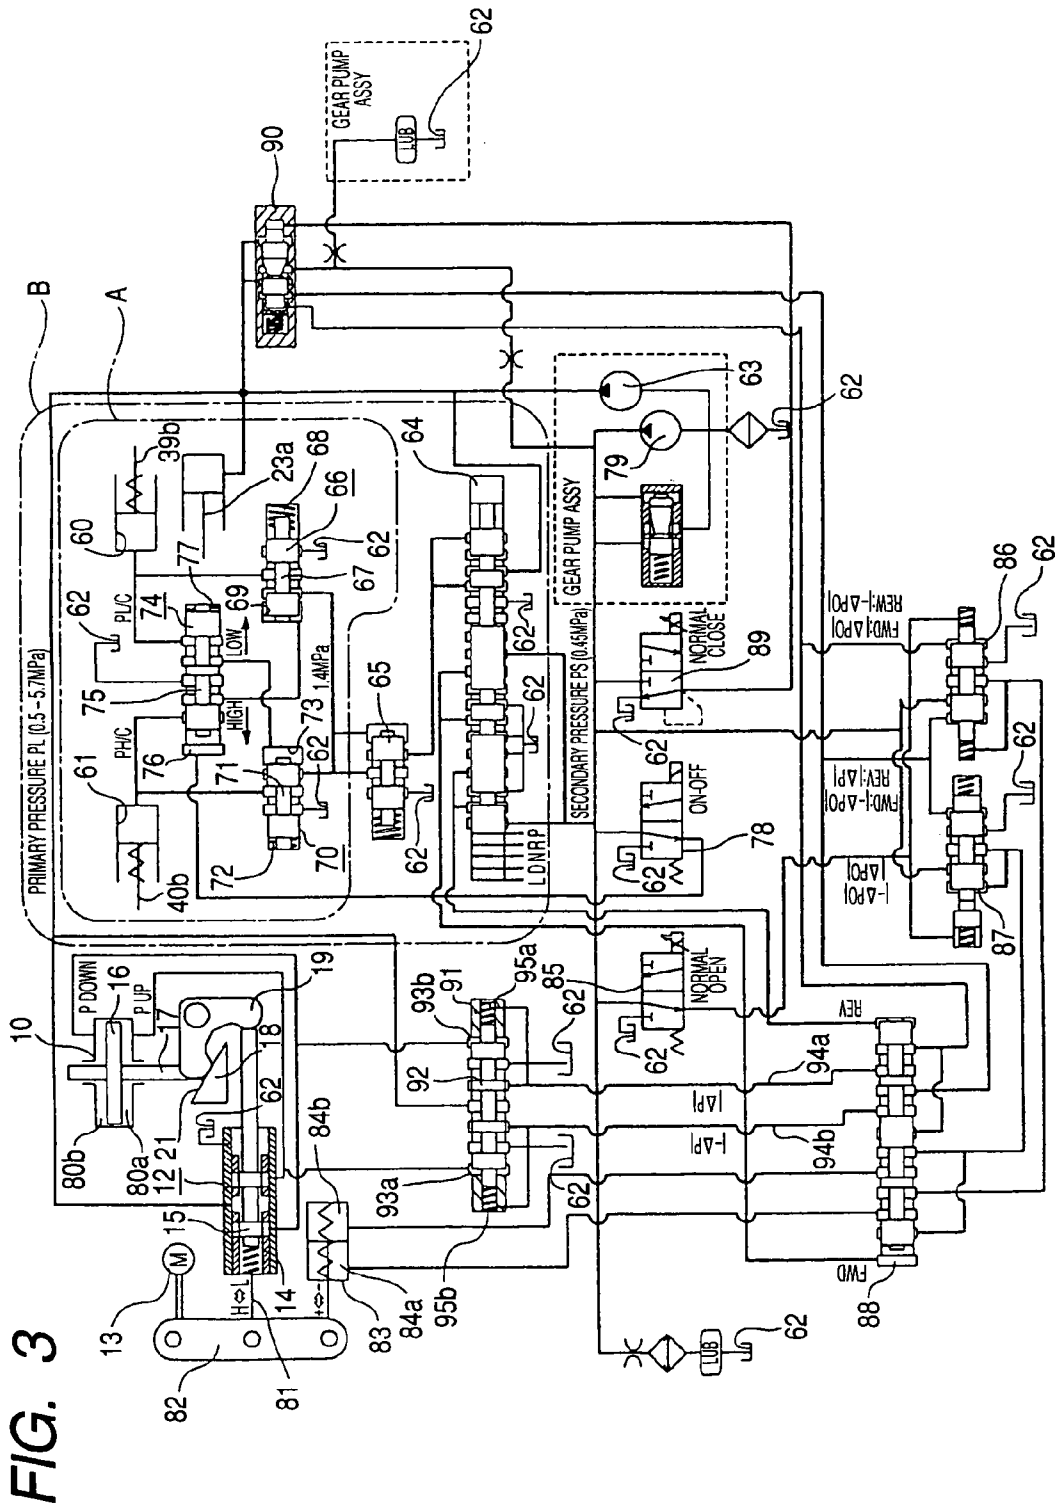 FIG. 3
B
A
PRIMARY PRESSURE PL (0.5 – 5.7MPa)
61
62
60
39b
PH/C
PL/C
74
77
23a
76
75
HIGH
LOW
69
68
66
40b
72
71
73
1.4MPa
67
62
70
62
65
62
64
90
GEAR PUMP
ASSY
LUB
62
10
P DOWN
16
P UP
17
19
18
80b
80a
21
62
12
15
13
M
14
H⇔L
82
81
+⇔-
84b
83
84a
93b
91
95a
92
62
93a
62
95b
L D N R P
62
62
SECONDARY PRESSURE PS (0.45MPa)
GEAR PUMP ASSY
63
79
62
85
62
NORMAL
OPEN
62
78
ON-OFF
62
89
NORMAL
CLOSE
|ΔP|
|-ΔP|
94a
94b
REV
FWD
88
LUB
62
|-ΔPO|
|ΔPO|
FWD:|-ΔPO|
REV:|ΔP|
FWD:|ΔPO|
REW:|-ΔPO|
87
62
86
62